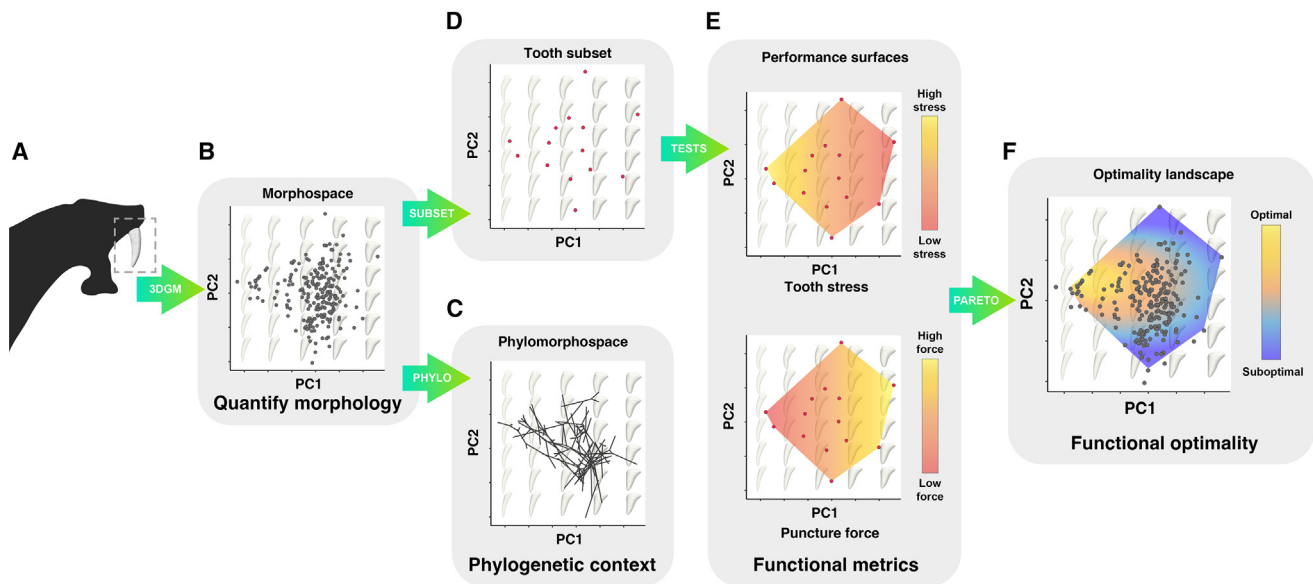 A
3DGM
B
Morphospace
PC2
PC1
Quantify morphology
SUBSET
PHYLO
D
Tooth subset
PC2
PC1
C
Phylomorphospace
PC2
PC1
Phylogenetic context
TESTS
E
Performance surfaces
PC2
PC1
High
stress
Low
stress
Tooth stress
PC2
PC1
High
force
Low
force
Puncture force
Functional metrics
PARETO
F
Optimality landscape
PC2
PC1
Optimal
Suboptimal
Functional optimality